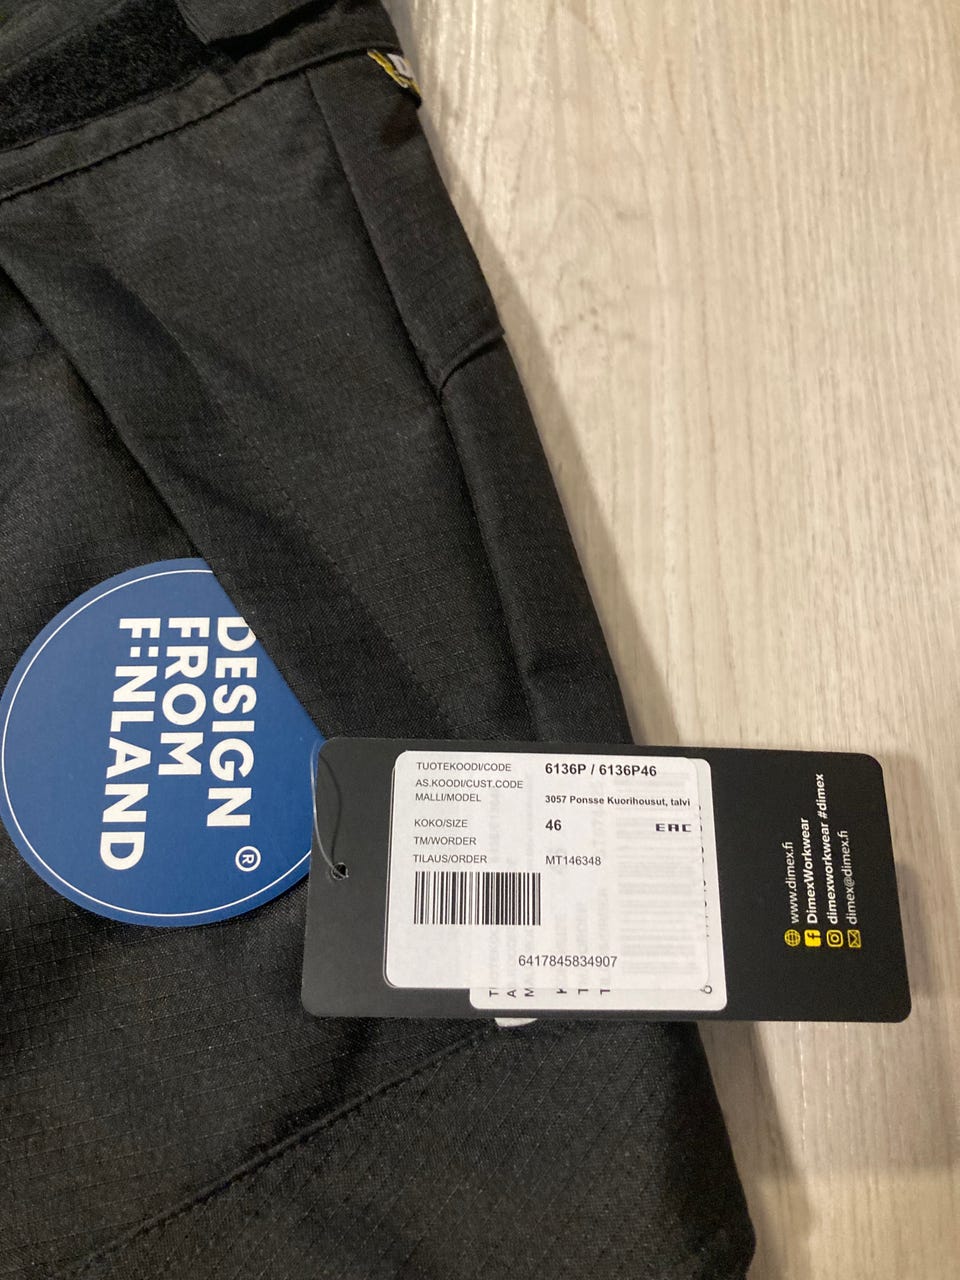 DESIGN
FROM
FINLAND
®
TUOTEKOODI/CODE 6136P / 6136P46
AS.KOODI/CUST.CODE
MALLI/MODEL 3057 Ponsse Kuorihousut, talvi
KOKO/SIZE 46 EAC
TM/WORDER
TILAUS/ORDER MT146348
6417845834907
www.dimex.fi
DimexWorkwear
dimexworkwear #dimex
dimex@dimex.fi